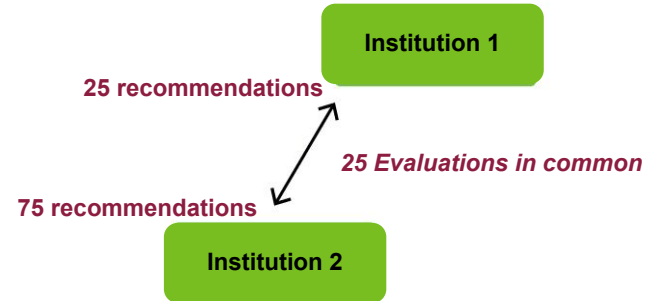 Institution 1
25 recommendations
25 Evaluations in common
75 recommendations
Institution 2